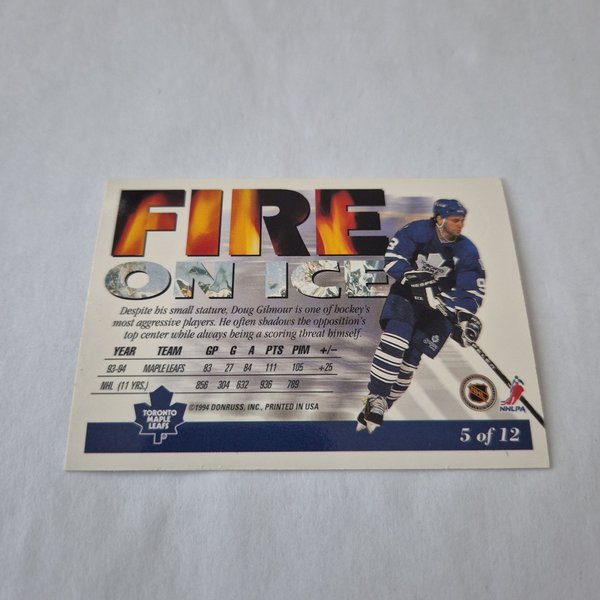 FIRE
ON ICE
Despite his small stature, Doug Gilmour is one of hockey's
most aggressive players. He often shadows the opposition's
top center while always being a scoring threat himself.
YEAR TEAM GP G A PTS PIM +/–
93-94 MAPLE LEAFS 83 27 84 111 105 +25
NHL (11 YRS.) 856 304 632 936 789
©1994 DONRUSS, INC., PRINTED IN USA
TORONTO
MAPLE
LEAFS
NHLPA
5 of 12